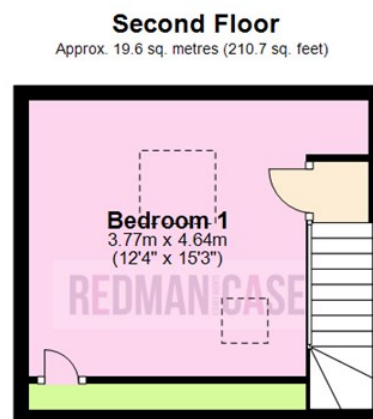 Second Floor
Approx. 19.6 sq. metres (210.7 sq. feet)
Bedroom 1
3.77m x 4.64m
(12'4" x 15'3")
REDMAN CASE